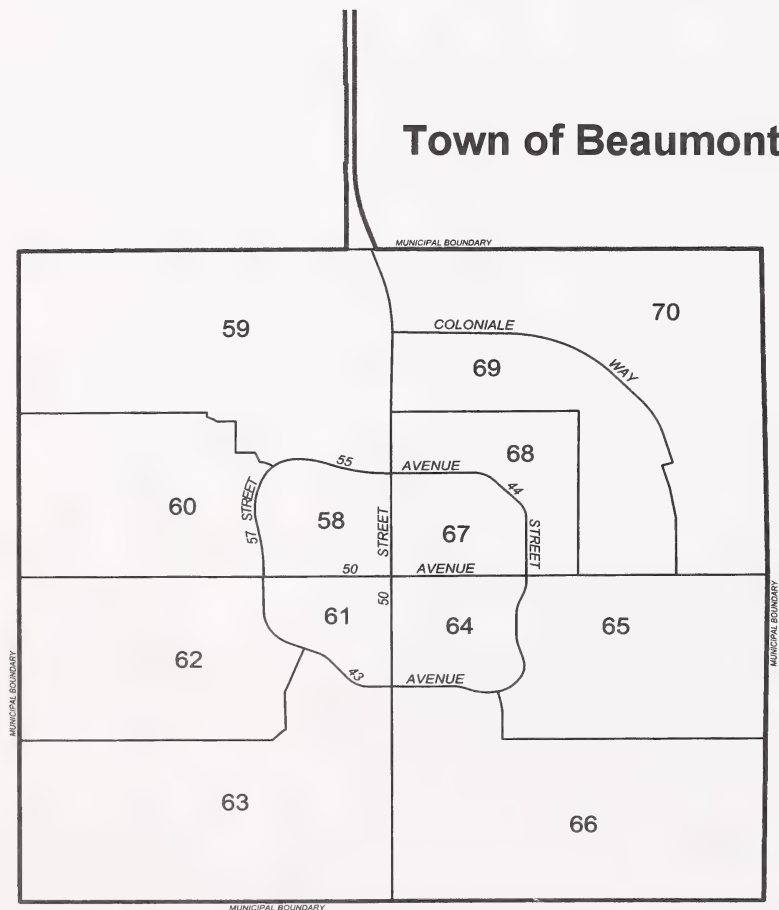 Town of Beaumont
MUNICIPAL BOUNDARY
70
59
COLONIALE
WAY
69
68
55
AVENUE
44
60
57 STREET
58
STREET
67
STREET
50
AVENUE
50
61
64
65
MUNICIPAL BOUNDARY
62
43
AVENUE
MUNICIPAL BOUNDARY
63
66
MUNICIPAL BOUNDARY